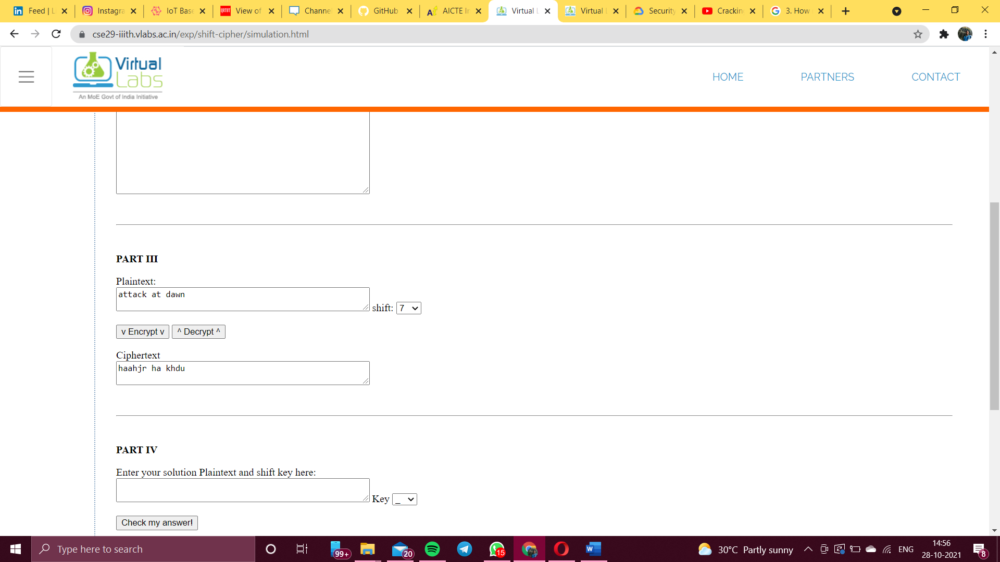 Feed | L
Instagra
IoT Base
View of
Channe
GitHub
AICTE In
Virtual L
Virtual L
Security
Crackin
3. How
cse29-iiith.vlabs.ac.in/exp/shift-cipher/simulation.html
Virtual
Labs
An MoE Govt of India Initiative
HOME
PARTNERS
CONTACT
PART III
Plaintext:
attack at dawn
shift: 7
v Encrypt v ^ Decrypt ^
Ciphertext
haahjr ha khdu
PART IV
Enter your solution Plaintext and shift key here:
Key _
Check my answer!
Type here to search
99+
20
15
W
30°C Partly sunny
ENG
14:56
28-10-2021
8